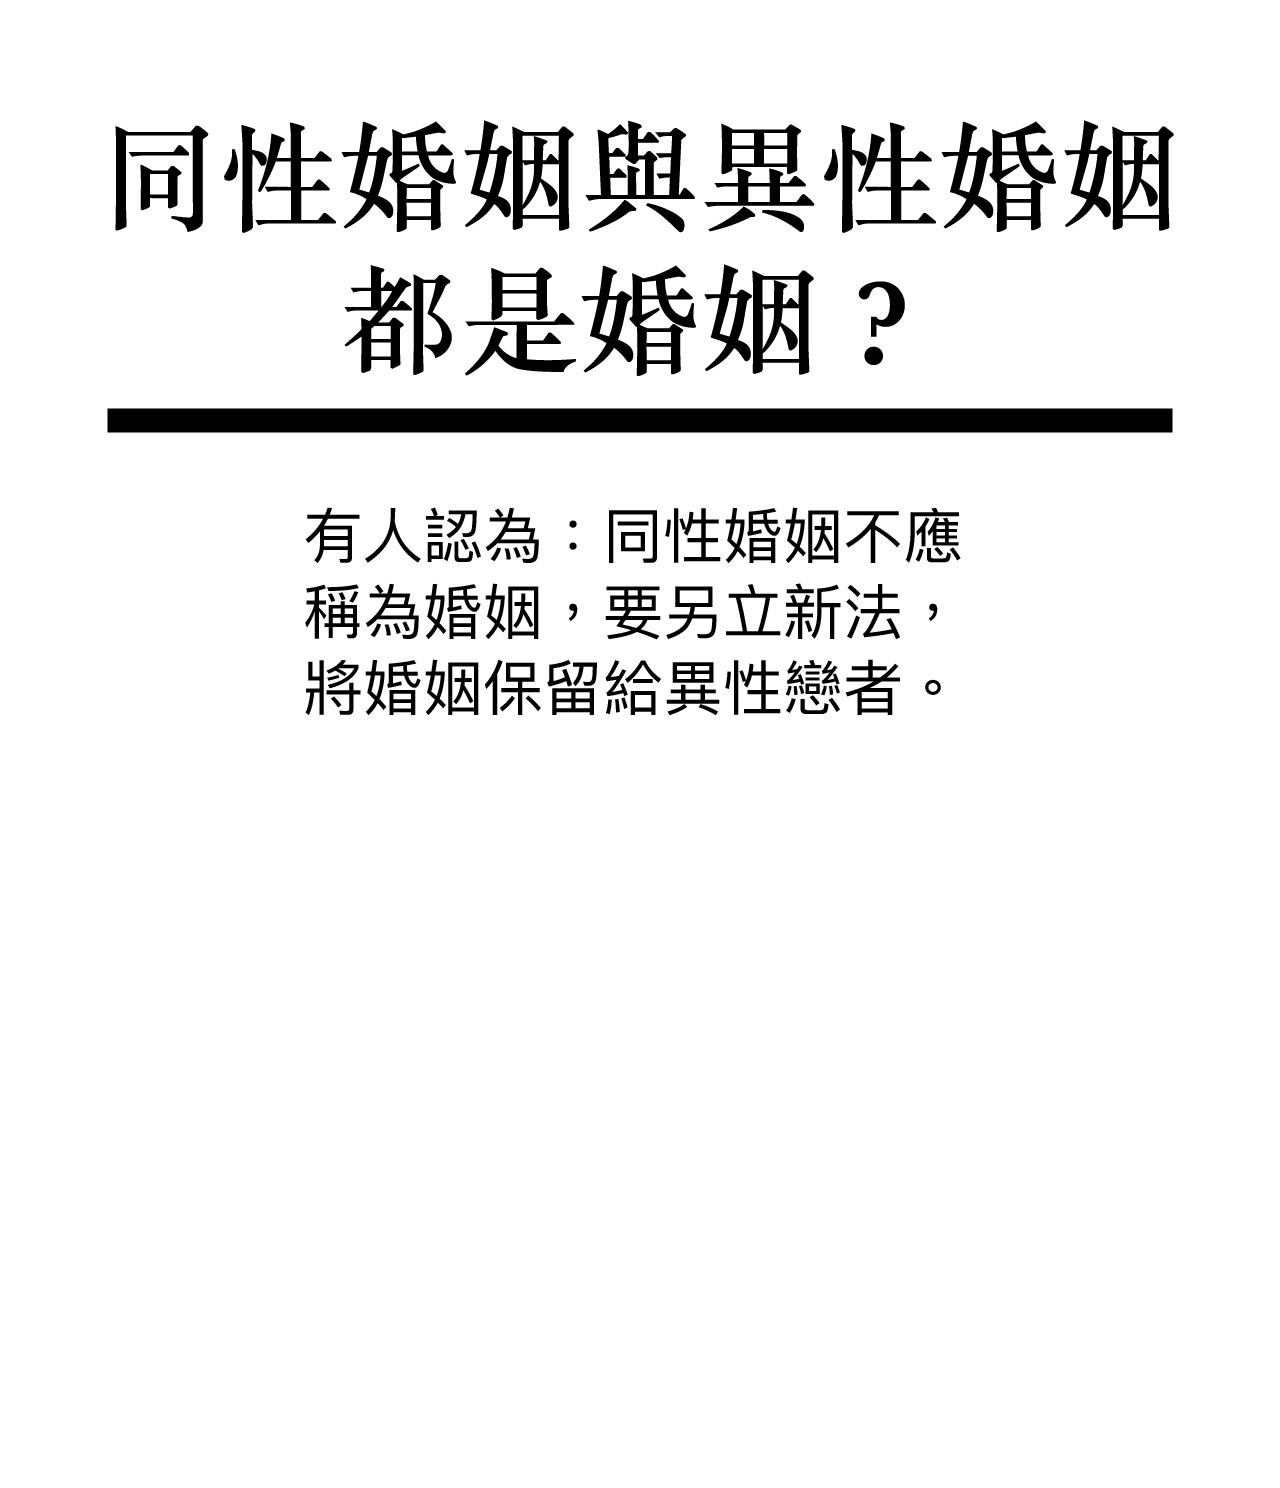 同性婚姻與異性婚姻
都是婚姻？
有人認為：同性婚姻不應
稱為婚姻，要另立新法，
將婚姻保留給異性戀者。